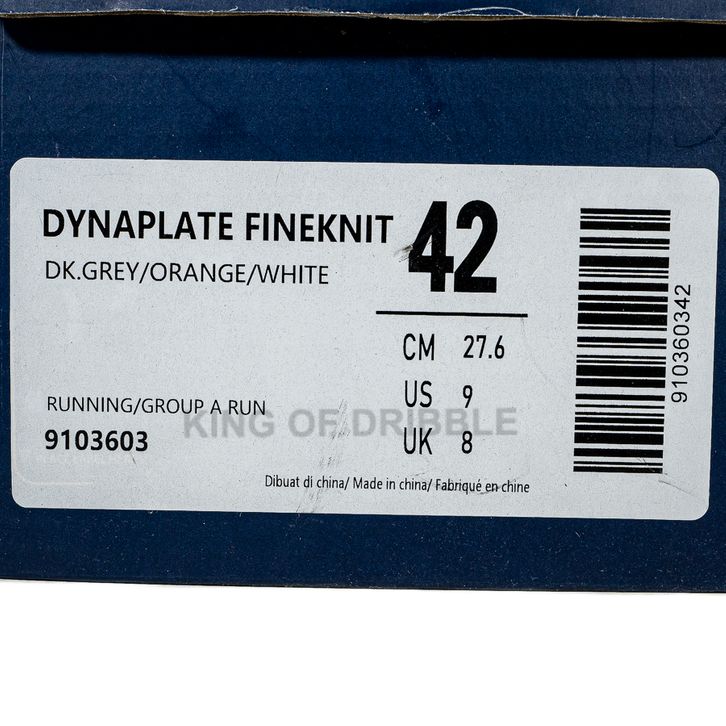 DYNAPLATE FINEKNIT
DK.GREY/ORANGE/WHITE
42
CM 27.6
US 9
UK 8
RUNNING/GROUP A RUN
9103603
KING OF DRIBBLE
Dibuat di china/ Made in china/ Fabriqué en chine
910360342